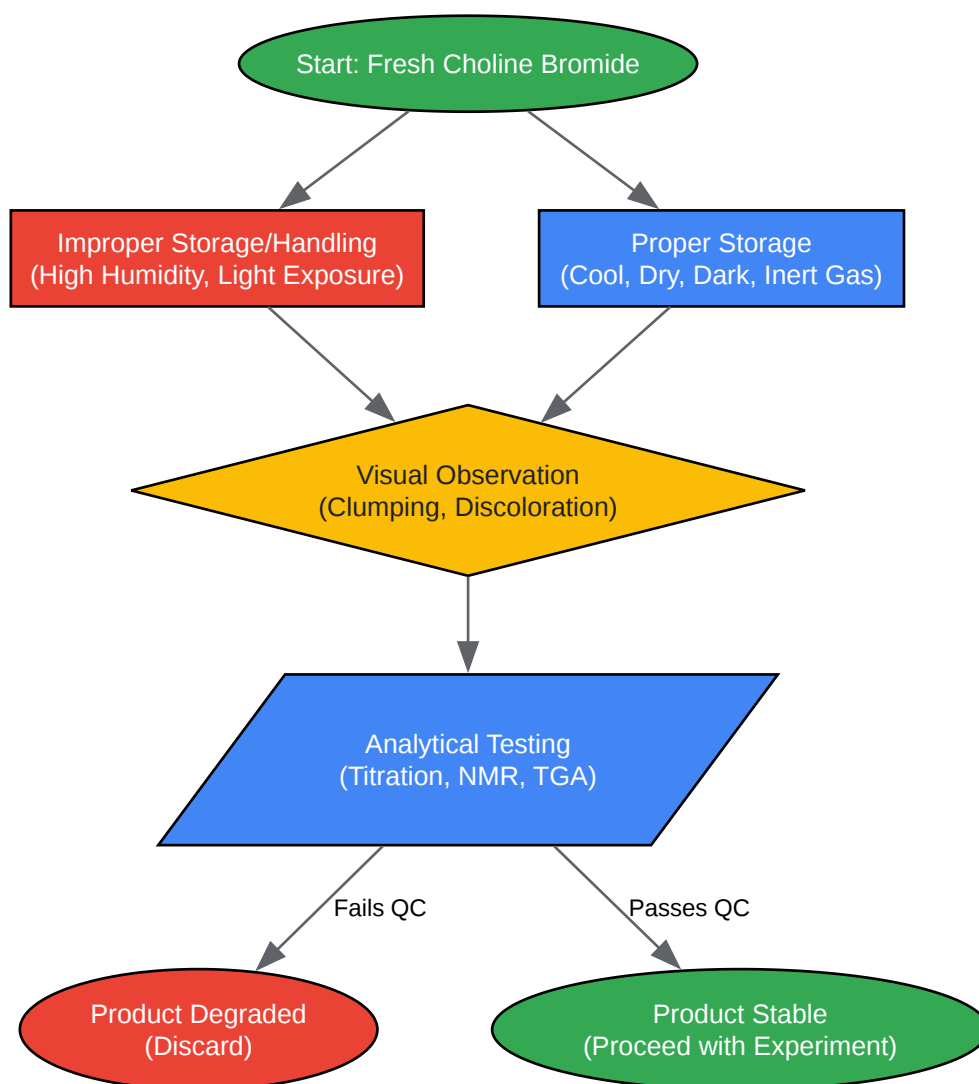 Start: Fresh Choline Bromide
Improper Storage/Handling
(High Humidity, Light Exposure)
Proper Storage
(Cool, Dry, Dark, Inert Gas)
Visual Observation
(Clumping, Discoloration)
Analytical Testing
(Titration, NMR, TGA)
Fails QC
Passes QC
Product Degraded
(Discard)
Product Stable
(Proceed with Experiment)